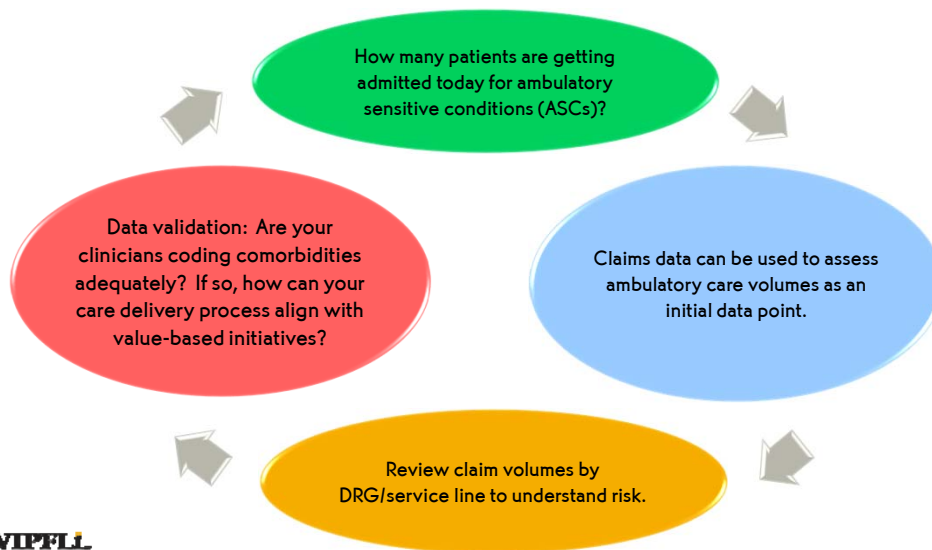 How many patients are getting
admitted today for ambulatory
sensitive conditions (ASCs)?
Claims data can be used to assess
ambulatory care volumes as an
initial data point.
Review claim volumes by
DRG/service line to understand risk.
Data validation: Are your
clinicians coding comorbidities
adequately? If so, how can your
care delivery process align with
value-based initiatives?
WIPFLi